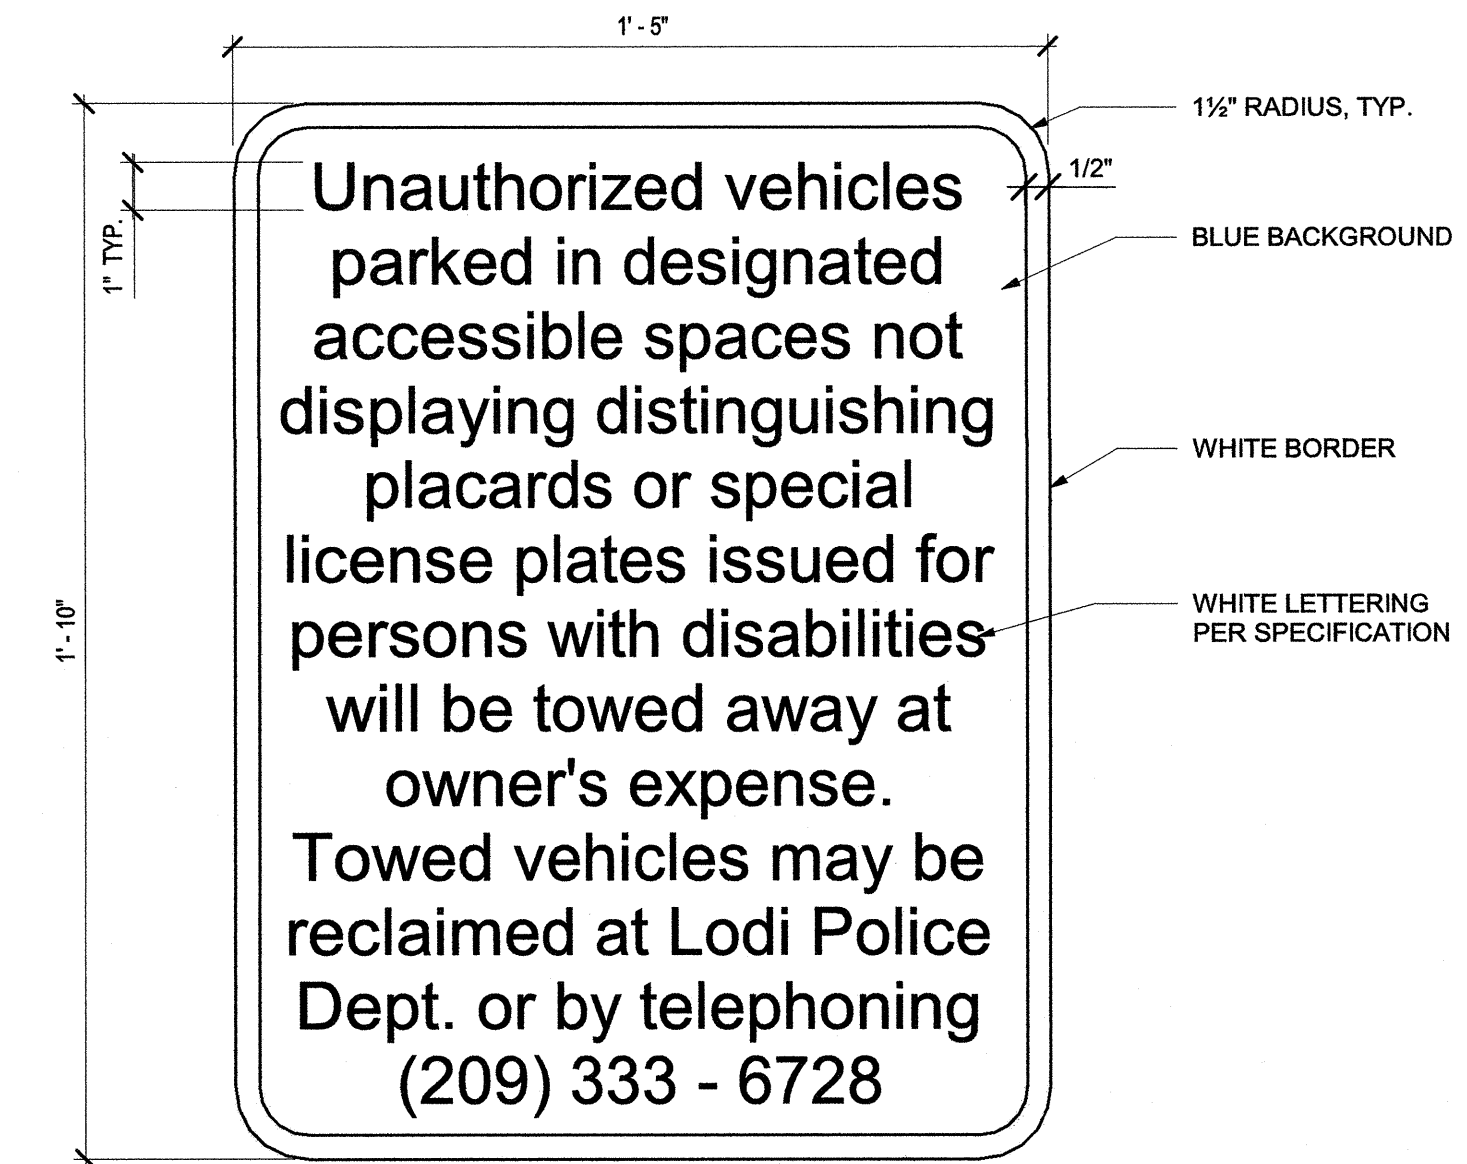 1' - 5"
1½" RADIUS, TYP.
1/2"
1" TYP.
BLUE BACKGROUND
WHITE BORDER
WHITE LETTERING
PER SPECIFICATION
1' - 10"
Unauthorized vehicles
parked in designated
accessible spaces not
displaying distinguishing
placards or special
license plates issued for
persons with disabilities
will be towed away at
owner's expense.
Towed vehicles may be
reclaimed at Lodi Police
Dept. or by telephoning
(209) 333 - 6728